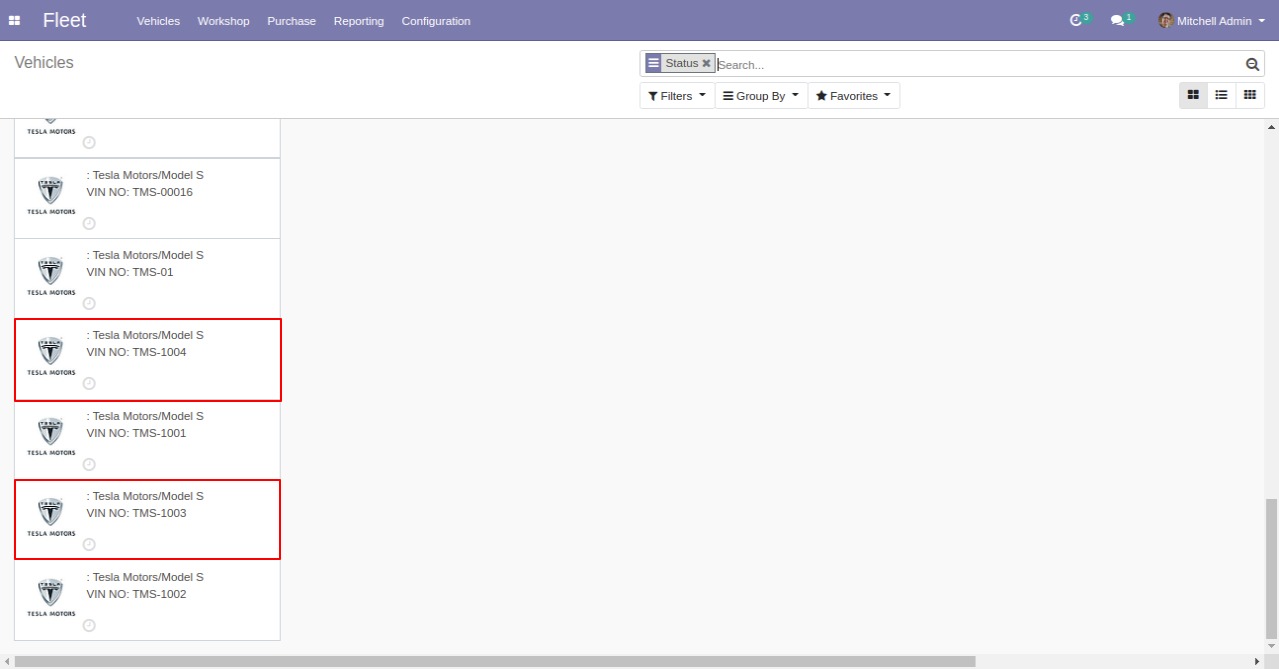 Fleet
Vehicles
Workshop
Purchase
Reporting
Configuration
3
1
Mitchell Admin
Vehicles
Status
Search...
Filters
Group By
Favorites
TESLA MOTORS
: Tesla Motors/Model S
VIN NO: TMS-00016
TESLA MOTORS
: Tesla Motors/Model S
VIN NO: TMS-01
TESLA MOTORS
: Tesla Motors/Model S
VIN NO: TMS-1004
TESLA MOTORS
: Tesla Motors/Model S
VIN NO: TMS-1001
TESLA MOTORS
: Tesla Motors/Model S
VIN NO: TMS-1003
TESLA MOTORS
: Tesla Motors/Model S
VIN NO: TMS-1002
TESLA MOTORS